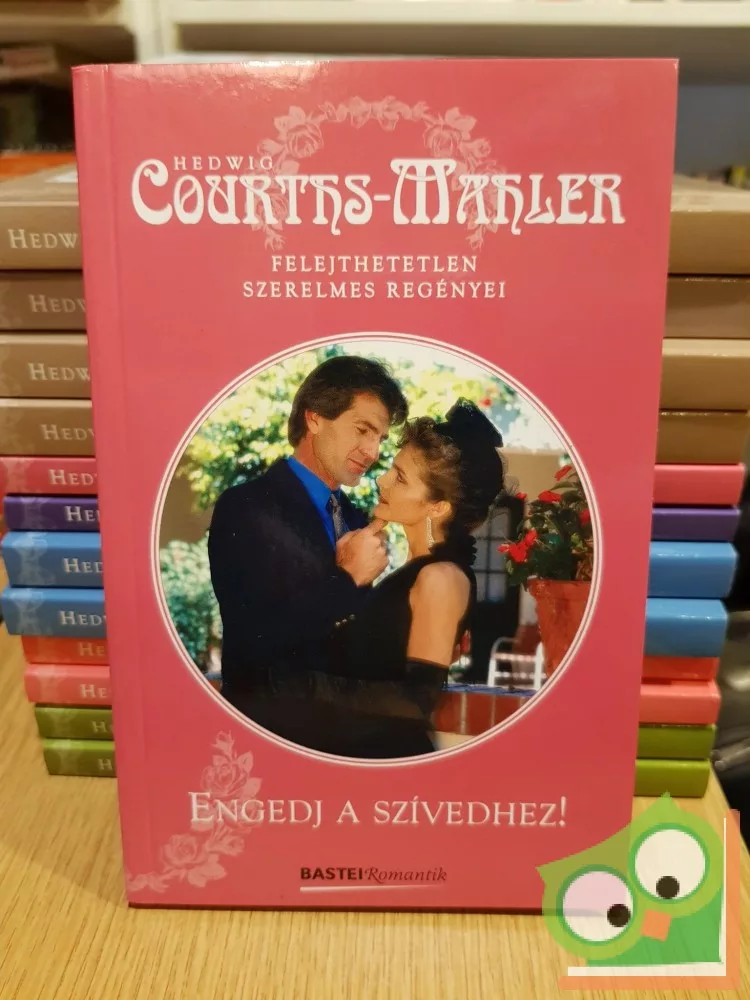 HEDWIG
COURTHS-MAHLER
FELEJTHETETLEN
SZERELMES REGÉNYEI
ENGEDJ A SZÍVEDHEZ!
BASTEI Romantik